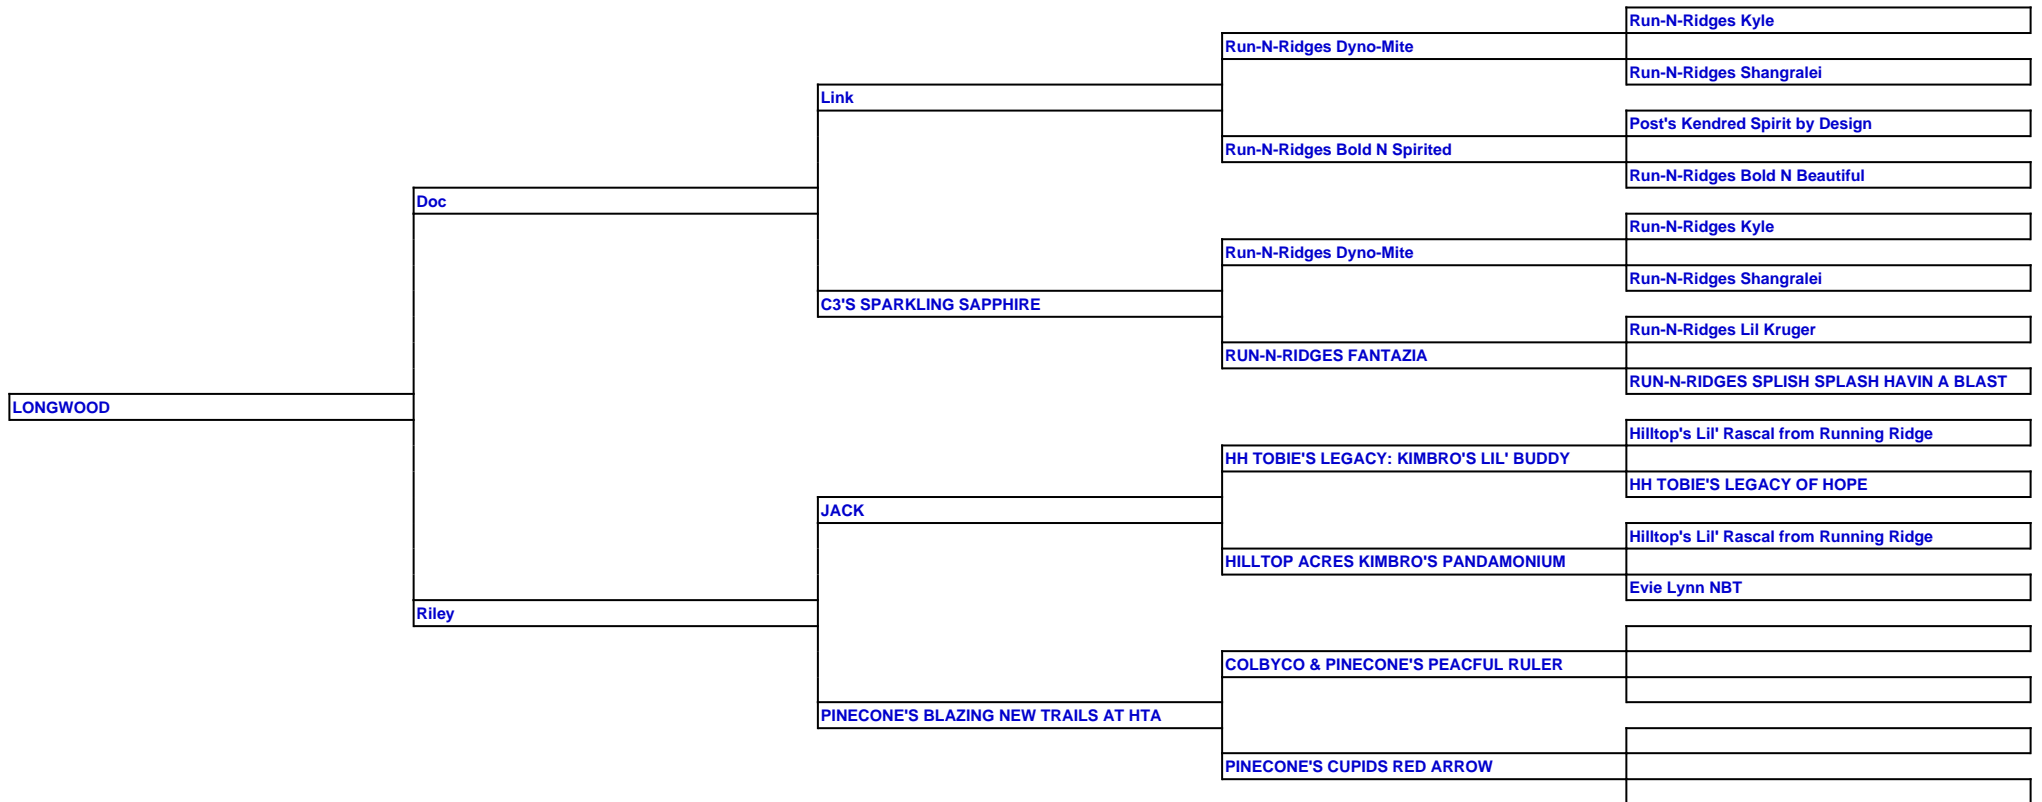 Run-N-Ridges Kyle
Run-N-Ridges Dyno-Mite
Run-N-Ridges Shangralei
Link
Post's Kendred Spirit by Design
Run-N-Ridges Bold N Spirited
Run-N-Ridges Bold N Beautiful
Doc
Run-N-Ridges Kyle
Run-N-Ridges Dyno-Mite
Run-N-Ridges Shangralei
C3'S SPARKLING SAPPHIRE
Run-N-Ridges Lil Kruger
RUN-N-RIDGES FANTAZIA
RUN-N-RIDGES SPLISH SPLASH HAVIN A BLAST
LONGWOOD
Hilltop's Lil' Rascal from Running Ridge
HH TOBIE'S LEGACY: KIMBRO'S LIL' BUDDY
HH TOBIE'S LEGACY OF HOPE
JACK
Hilltop's Lil' Rascal from Running Ridge
HILLTOP ACRES KIMBRO'S PANDAMONIUM
Evie Lynn NBT
Riley
COLBYCO & PINECONE'S PEACFUL RULER
PINECONE'S BLAZING NEW TRAILS AT HTA
PINECONE'S CUPIDS RED ARROW